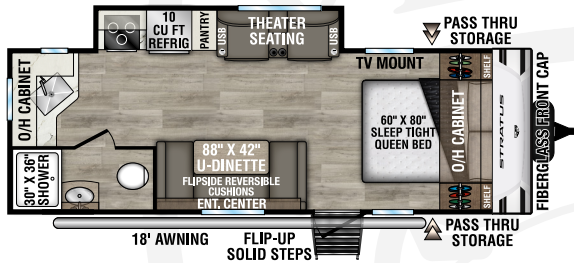 10
CU FT
REFRIG
PANTRY
USB
THEATER
SEATING
USB
PASS THRU
STORAGE
TV MOUNT
O/H CABINET
60" X 80"
SLEEP TIGHT
QUEEN BED
O/H CABINET
SHELF
SHELF
STRATUS
FIBERGLASS FRONT CAP
30" X 36"
SHOWER
88" X 42"
U-DINETTE
FLIPSIDE REVERSIBLE
CUSHIONS
ENT. CENTER
18' AWNING
FLIP-UP
SOLID STEPS
PASS THRU
STORAGE